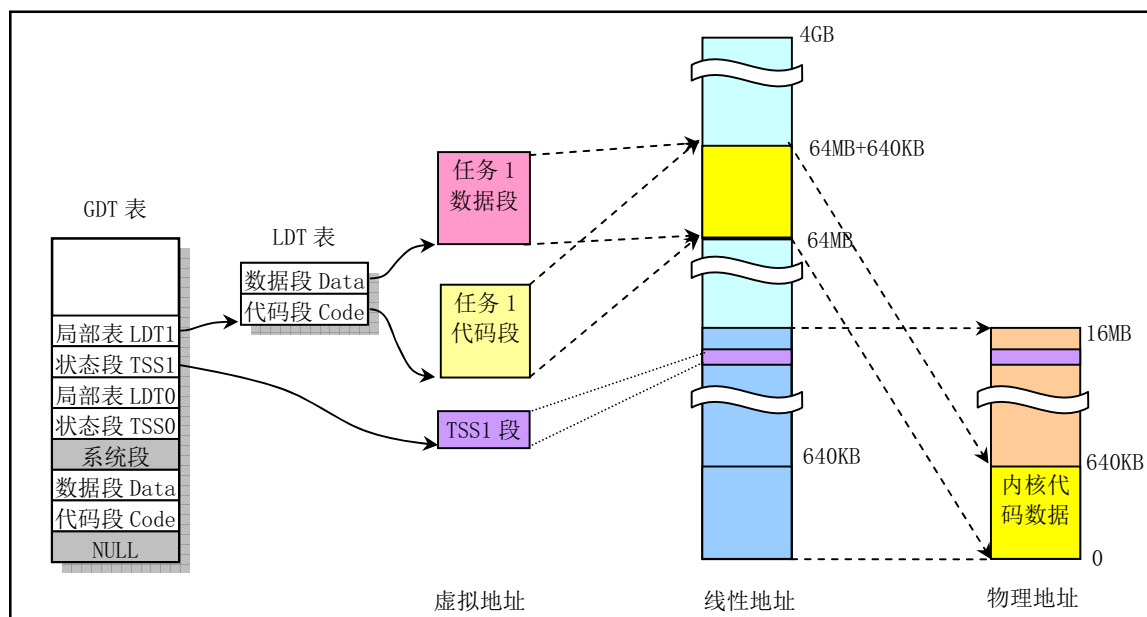 4GB
64MB+640KB
任务 1
数据段
GDT 表
LDT 表
64MB
数据段 Data
代码段 Code
任务 1
代码段
局部表 LDT1
16MB
状态段 TSS1
局部表 LDT0
状态段 TSS0
TSS1 段
系统段
640KB
640KB
数据段 Data
内核代
码数据
代码段 Code
NULL
0
虚拟地址
线性地址
物理地址